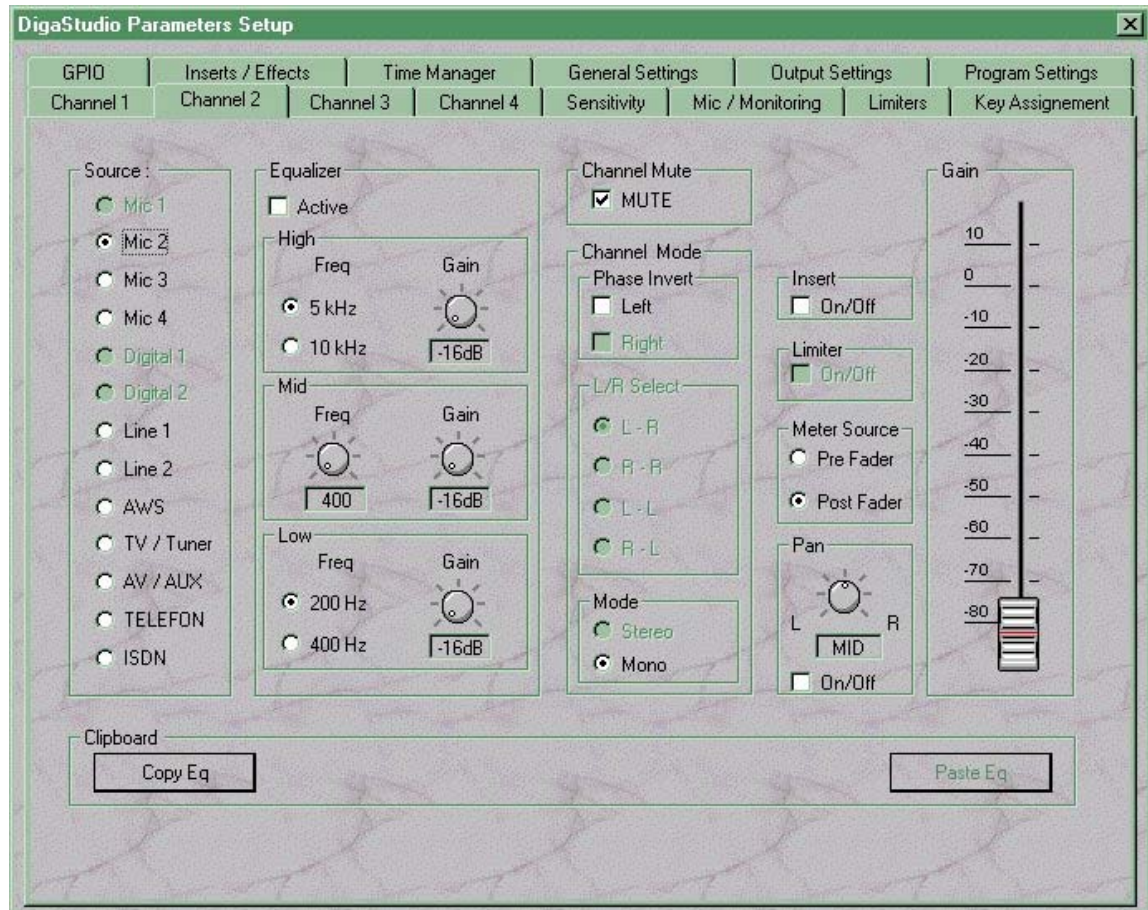 DigaStudio Parameters Setup
GPIO
Inserts / Effects
Time Manager
General Settings
Output Settings
Program Settings
Channel 1
Channel 2
Channel 3
Channel 4
Sensitivity
Mic / Monitoring
Limiters
Key Assignement
Source :
Mic 1
Mic 2
Mic 3
Mic 4
Digital 1
Digital 2
Line 1
Line 2
AWS
TV / Tuner
AV / AUX
TELEFON
ISDN
Equalizer
Active
High
Freq
Gain
5 kHz
10 kHz
-16dB
Mid
Freq
Gain
400
-16dB
Low
Freq
Gain
200 Hz
400 Hz
-16dB
Channel Mute
MUTE
Channel Mode
Phase Invert
Left
Right
L/R Select
L - R
R - R
L - L
R - L
Mode
Stereo
Mono
Insert
On/Off
Limiter
On/Off
Meter Source
Pre Fader
Post Fader
Pan
L
R
MID
On/Off
Gain
10
0
-10
-20
-30
-40
-50
-60
-70
-80
Clipboard
Copy Eq
Paste Eq